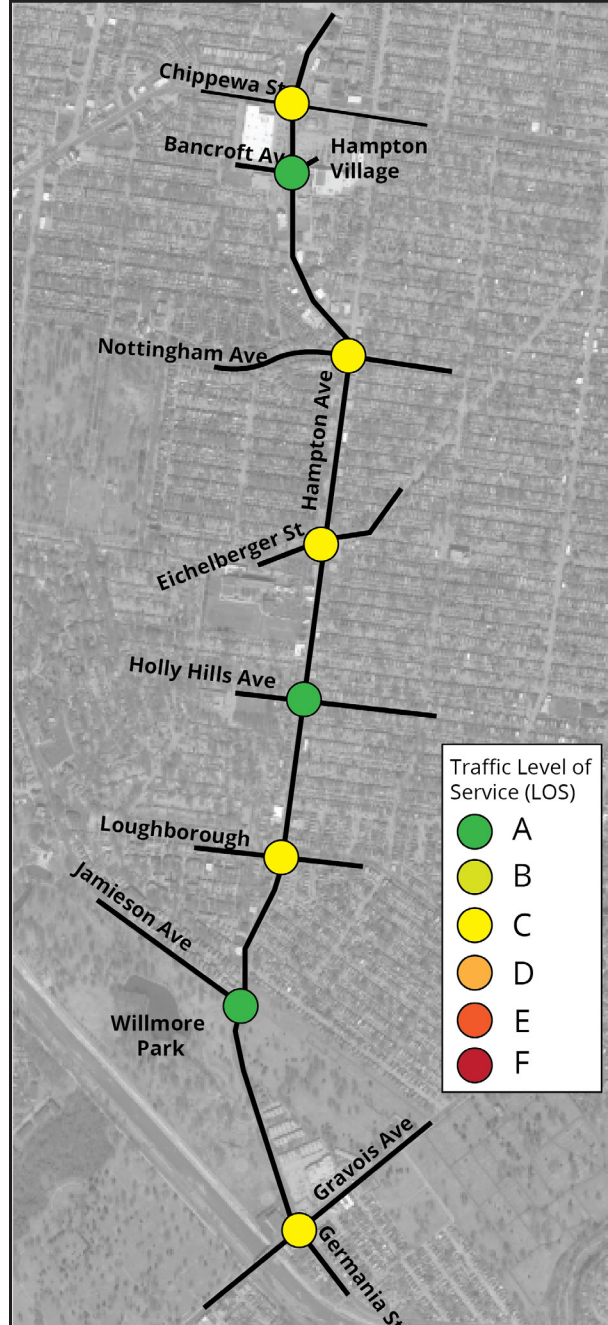 Chippewa St
Bancroft Av
Hampton
Village
Nottingham Ave
Hampton Ave
Eichelberger St
Holly Hills Ave
Traffic Level of
Service (LOS)
A
B
C
D
E
F
Loughborough
Jamieson Ave
Willmore
Park
Gravois Ave
Germania St